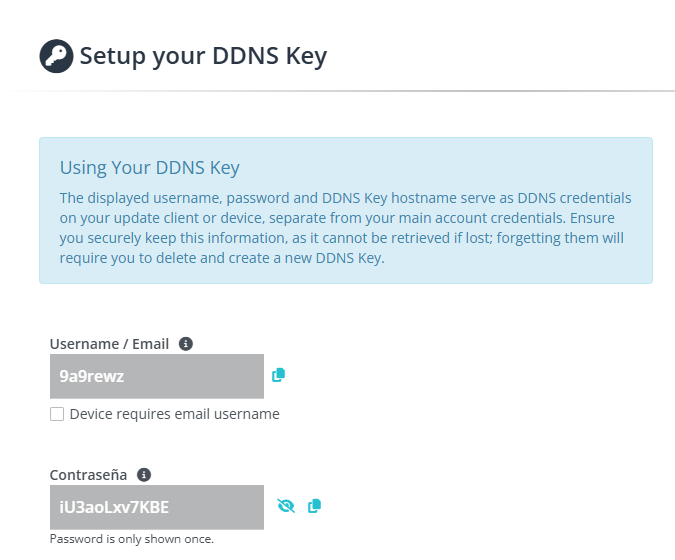 Setup your DDNS Key
Using Your DDNS Key
The displayed username, password and DDNS Key hostname serve as DDNS credentials
on your update client or device, separate from your main account credentials. Ensure
you securely keep this information, as it cannot be retrieved if lost; forgetting them will
require you to delete and create a new DDNS Key.
Username / Email
9a9rewz
Device requires email username
Contraseña
iU3aoLxv7KBE
Password is only shown once.